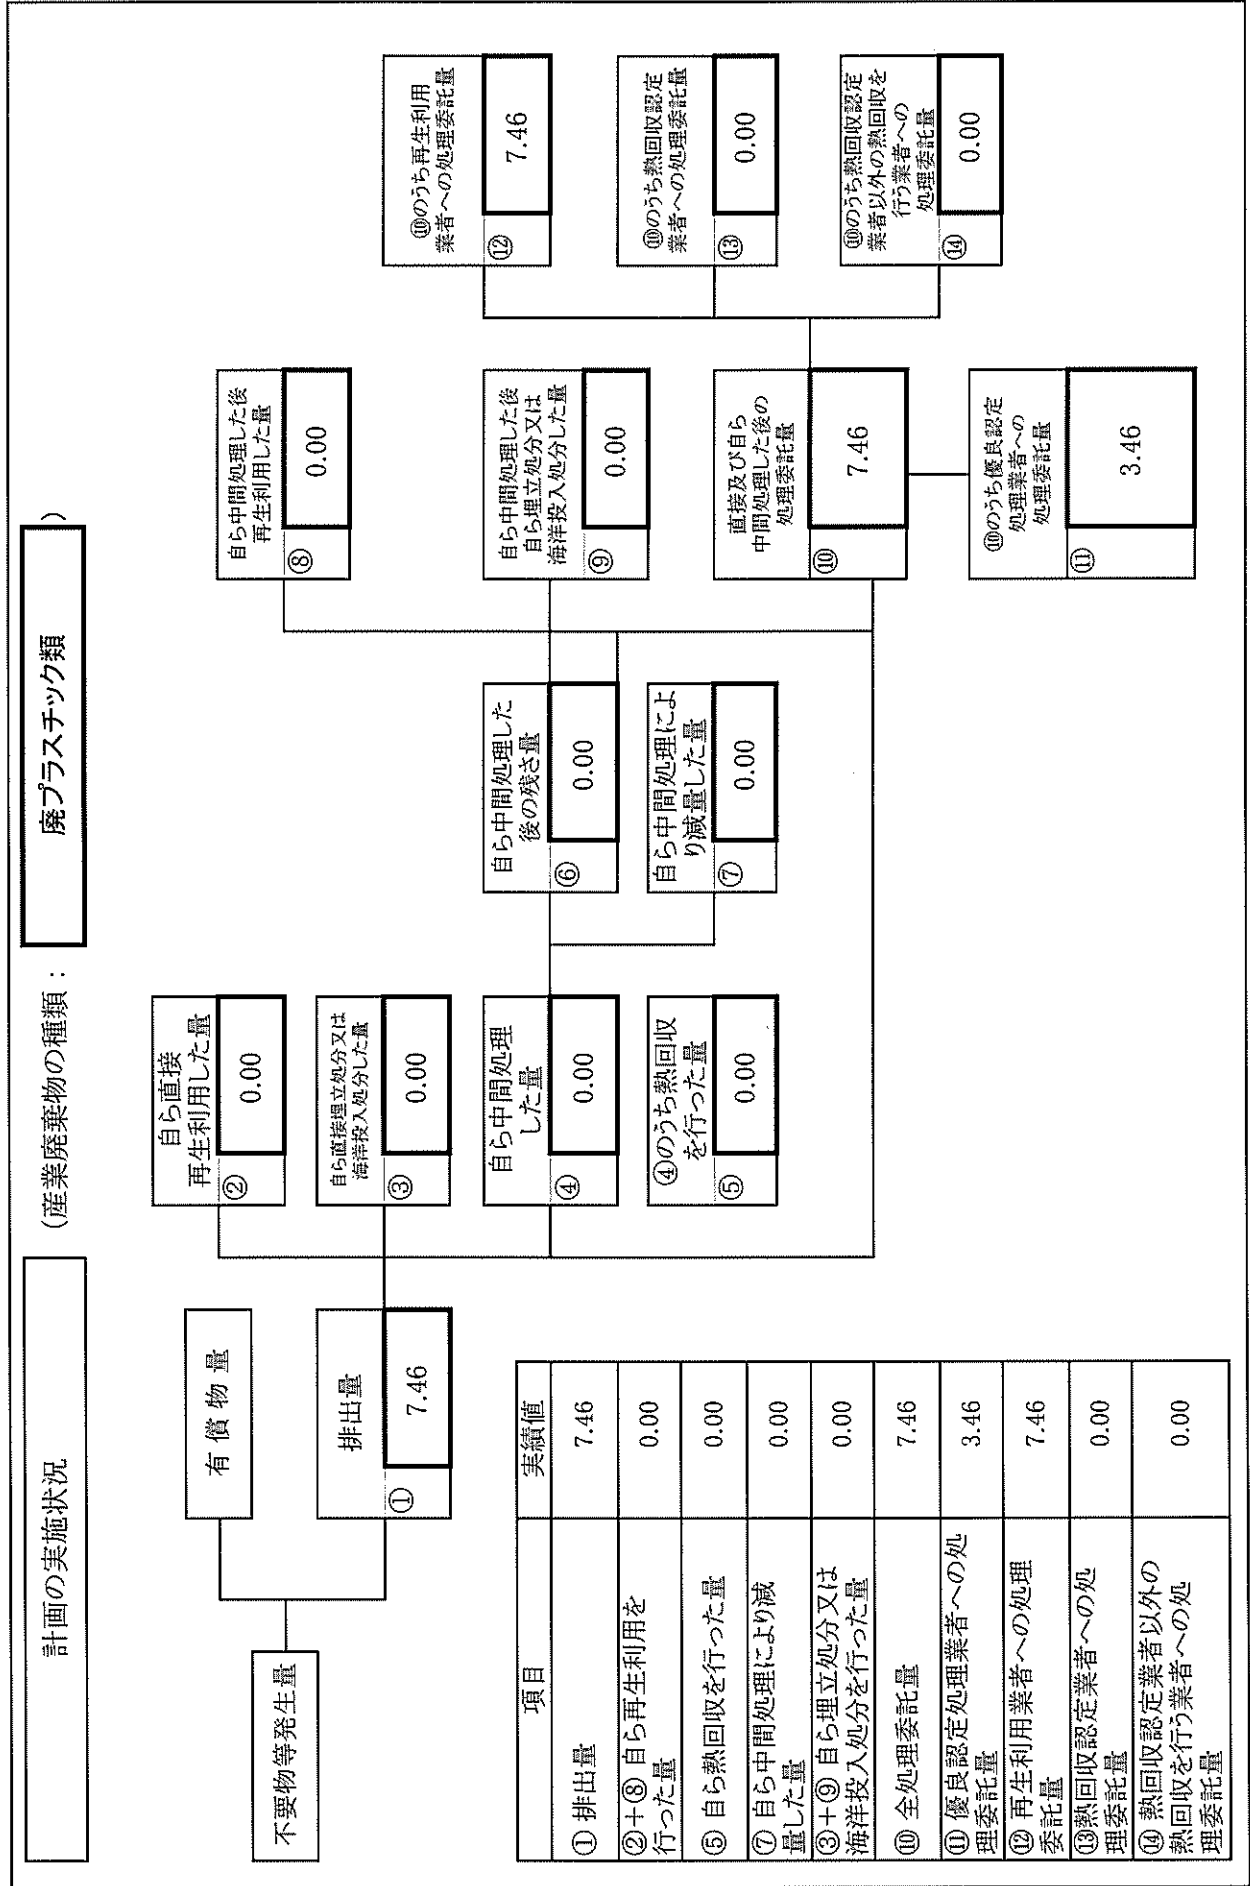 計画の実施状況
(産業廃棄物の種類：
廃プラスチック類
)
不要物等発生量
有 償 物 量
排出量
①
7.46
自ら直接
再生利用した量
②
0.00
自ら直接埋立処分又は
海洋投入処分した量
③
0.00
自ら中間処理
した量
④
0.00
④のうち熱回収
を行った量
⑤
0.00
自ら中間処理した
後の残さ量
⑥
0.00
自ら中間処理によ
り減量した量
⑦
0.00
自ら中間処理した後
再生利用した量
⑧
0.00
自ら中間処理した後
自ら埋立処分又は
海洋投入処分した量
⑨
0.00
直接及び自ら
中間処理した後の
処理委託量
⑩
7.46
⑩のうち優良認定
処理業者への
処理委託量
⑪
3.46
⑩のうち再生利用
業者への処理委託量
⑫
7.46
⑩のうち熱回収認定
業者への処理委託量
⑬
0.00
⑩のうち熱回収認定
業者以外の熱回収を
行う業者への
処理委託量
⑭
0.00
項目 実績値
① 排出量 7.46
②＋⑧ 自ら再生利用を
行った量 0.00
⑤ 自ら熱回収を行った量 0.00
⑦ 自ら中間処理により減
量した量 0.00
③＋⑨ 自ら埋立処分又は
海洋投入処分を行った量 0.00
⑩ 全処理委託量 7.46
⑪ 優良認定処理業者への処
理委託量 3.46
⑫ 再生利用業者への処理
委託量 7.46
⑬熱回収認定業者への処
理委託量 0.00
⑭ 熱回収認定業者以外の
熱回収を行う業者への処
理委託量 0.00